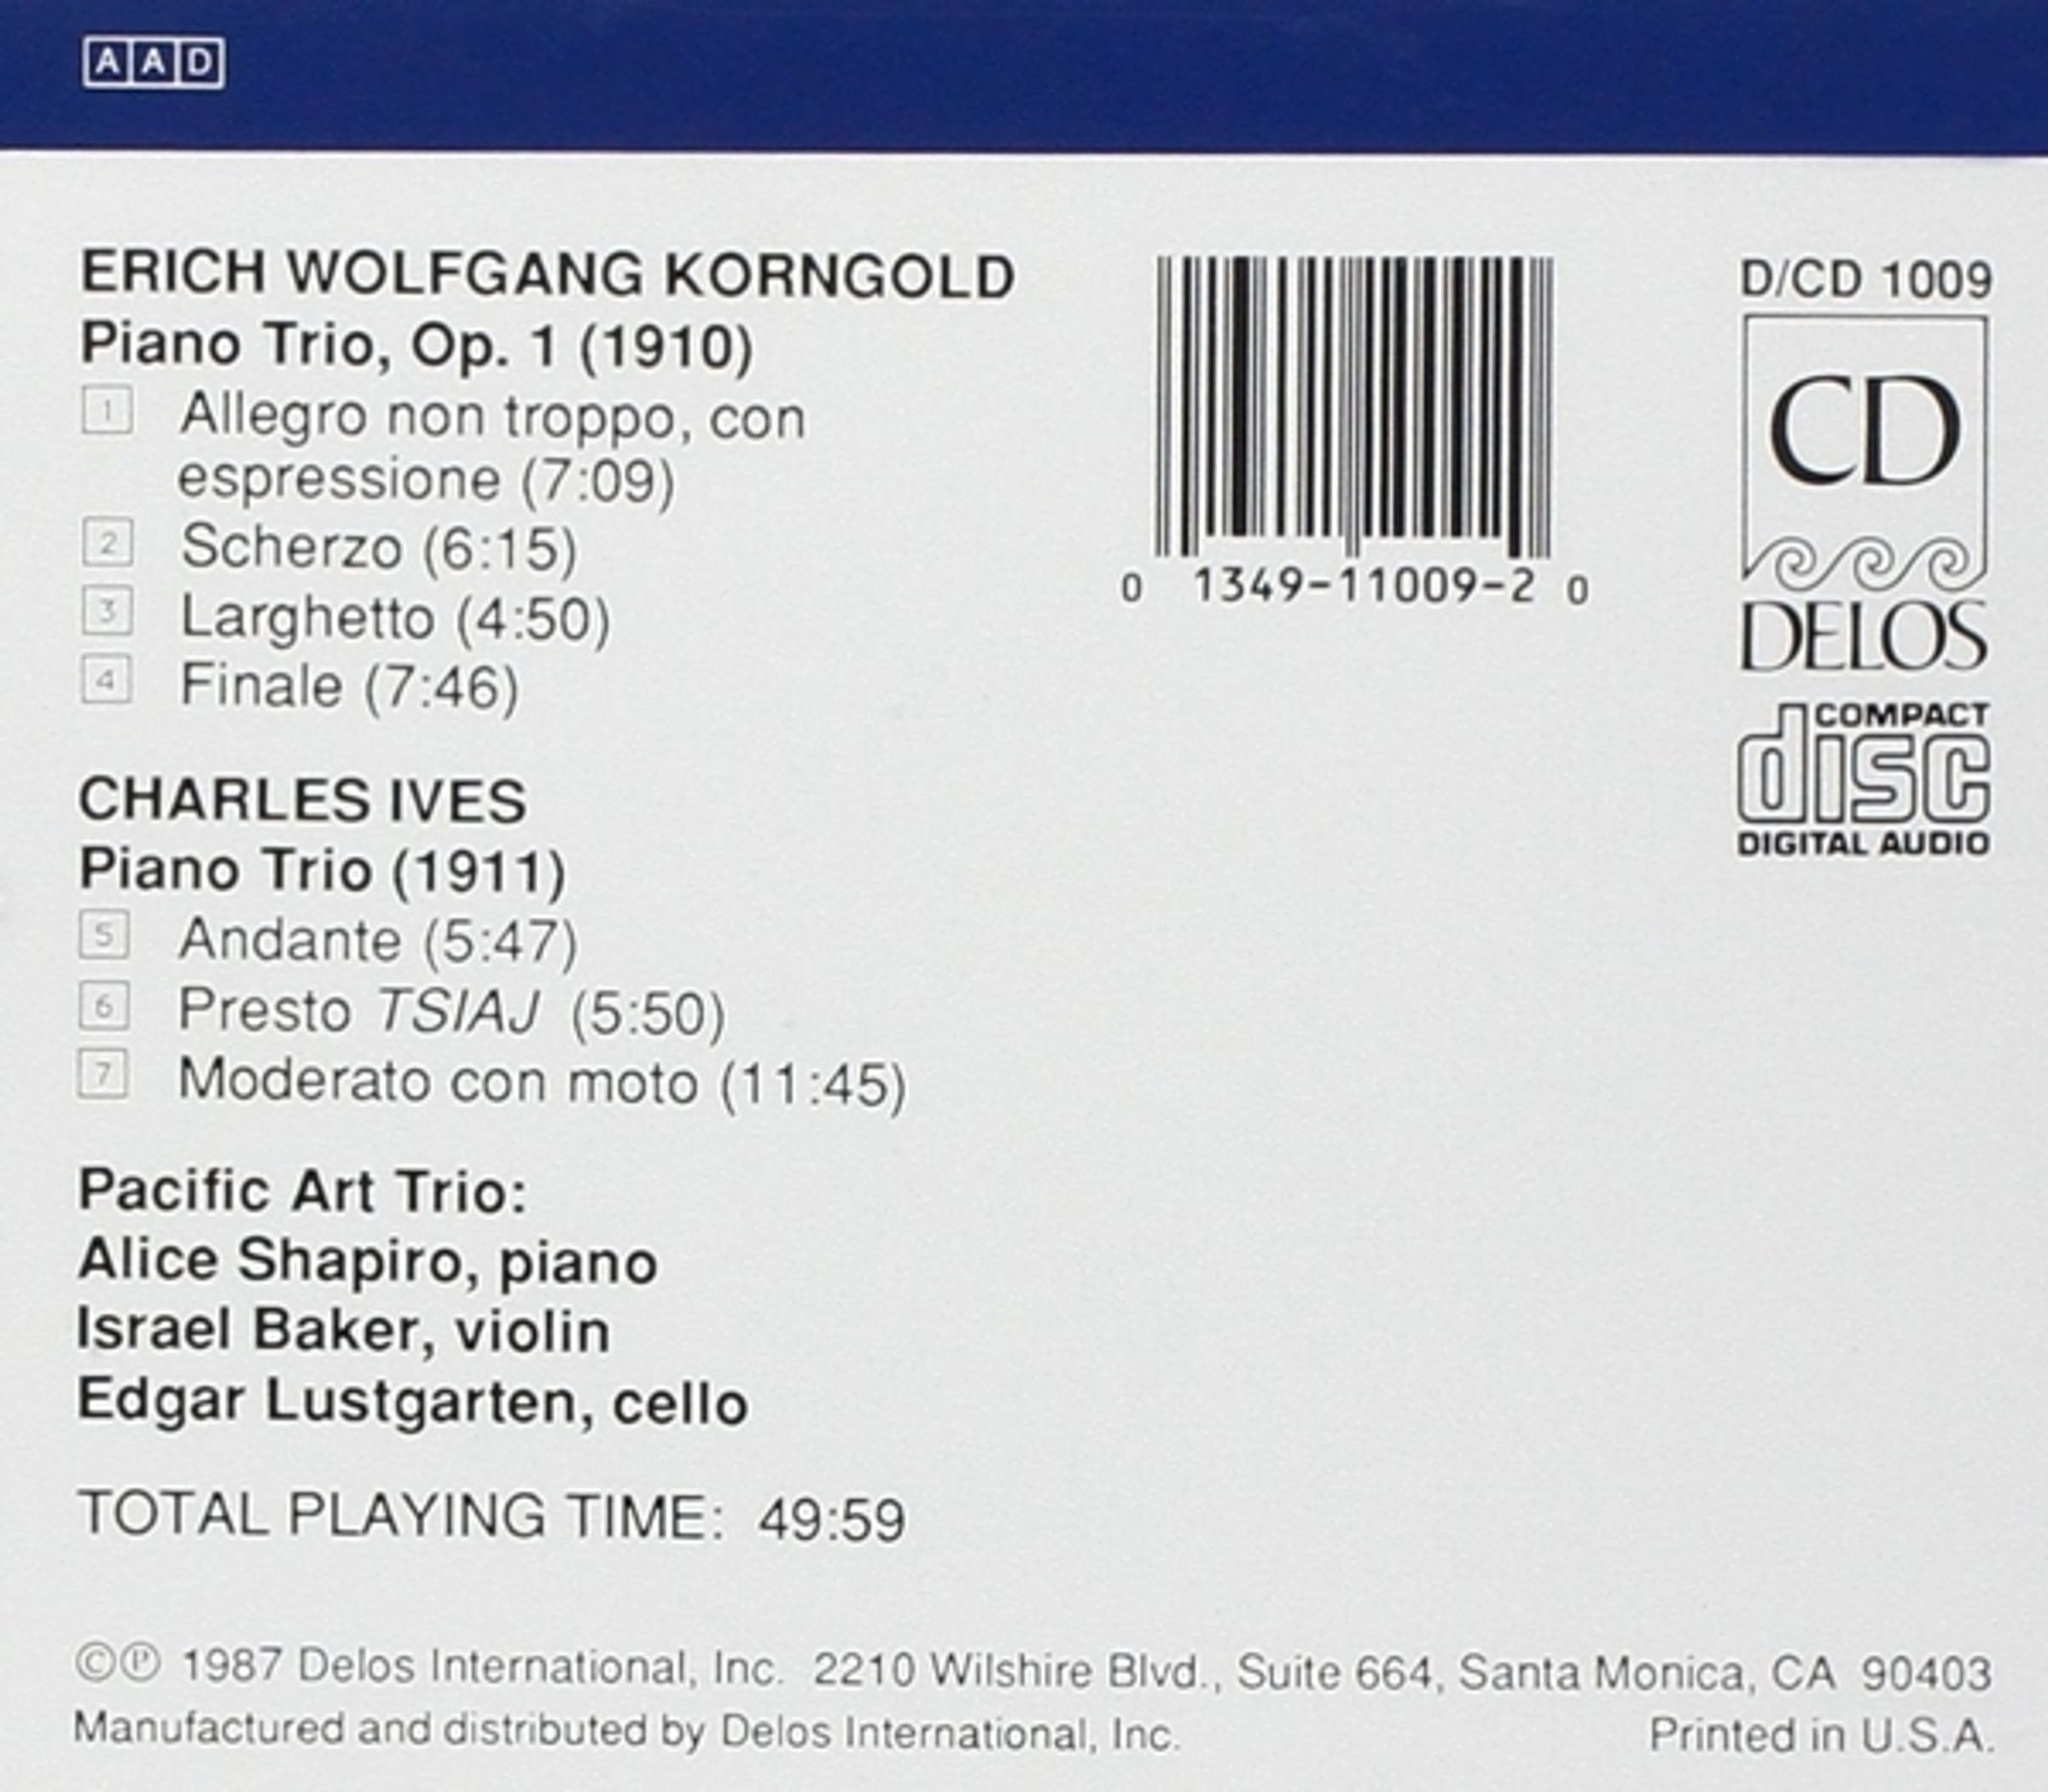 AAD
ERICH WOLFGANG KORNGOLD
Piano Trio, Op. 1 (1910)
1 Allegro non troppo, con
espressione (7:09)
2 Scherzo (6:15)
3 Larghetto (4:50)
4 Finale (7:46)
CHARLES IVES
Piano Trio (1911)
5 Andante (5:47)
6 Presto TSIAJ (5:50)
7 Moderato con moto (11:45)
Pacific Art Trio:
Alice Shapiro, piano
Israel Baker, violin
Edgar Lustgarten, cello
TOTAL PLAYING TIME: 49:59
0 1349-11009-2 0
D/CD 1009
CD
DELOS
COMPACT
disc
DIGITAL AUDIO
©℗ 1987 Delos International, Inc. 2210 Wilshire Blvd., Suite 664, Santa Monica, CA 90403
Manufactured and distributed by Delos International, Inc.
Printed in U.S.A.